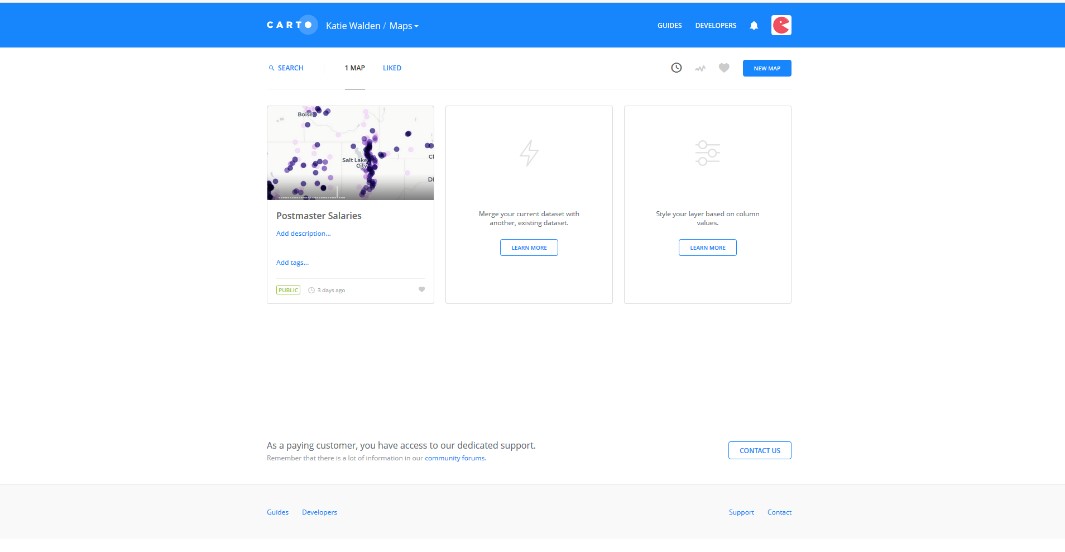 CARTO Katie Walden / Maps GUIDES DEVELOPERS
SEARCH 1 MAP LIKED NEW MAP
Boise
Salt Lake
City
Postmaster Salaries
Add description...
Add tags...
PUBLIC 3 days ago
Merge your current dataset with
another, existing dataset.
LEARN MORE
Style your layer based on column
values.
LEARN MORE
As a paying customer, you have access to our dedicated support.
Remember that there is a lot of information in our community forums.
CONTACT US
Guides Developers Support Contact